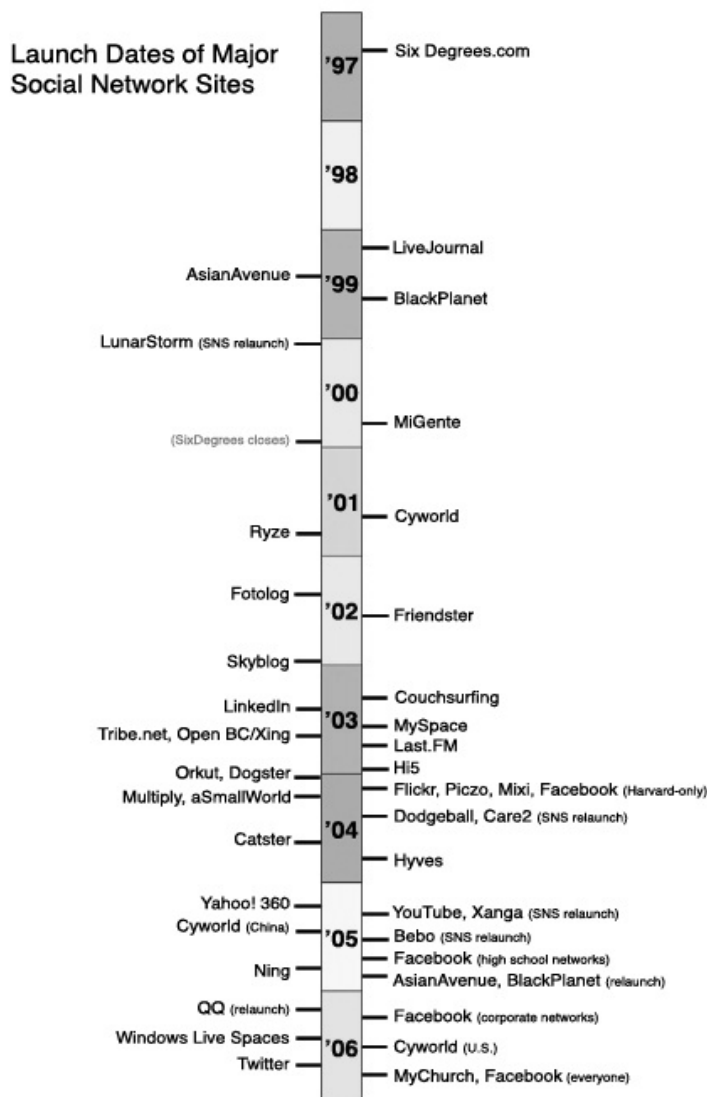 Launch Dates of Major
Social Network Sites
'97
Six Degrees.com
'98
'99
LiveJournal
AsianAvenue
BlackPlanet
LunarStorm (SNS relaunch)
'00
MiGente
(SixDegrees closes)
'01
Cyworld
Ryze
Fotolog
'02
Friendster
Skyblog
Couchsurfing
LinkedIn
'03
MySpace
Tribe.net, Open BC/Xing
Last.FM
Hi5
Orkut, Dogster
Flickr, Piczo, Mixi, Facebook (Harvard-only)
Multiply, aSmallWorld
Dodgeball, Care2 (SNS relaunch)
'04
Catster
Hyves
Yahoo! 360
YouTube, Xanga (SNS relaunch)
Cyworld (China)
'05
Bebo (SNS relaunch)
Facebook (high school networks)
Ning
AsianAvenue, BlackPlanet (relaunch)
QQ (relaunch)
Facebook (corporate networks)
Windows Live Spaces
'06
Cyworld (U.S.)
Twitter
MyChurch, Facebook (everyone)